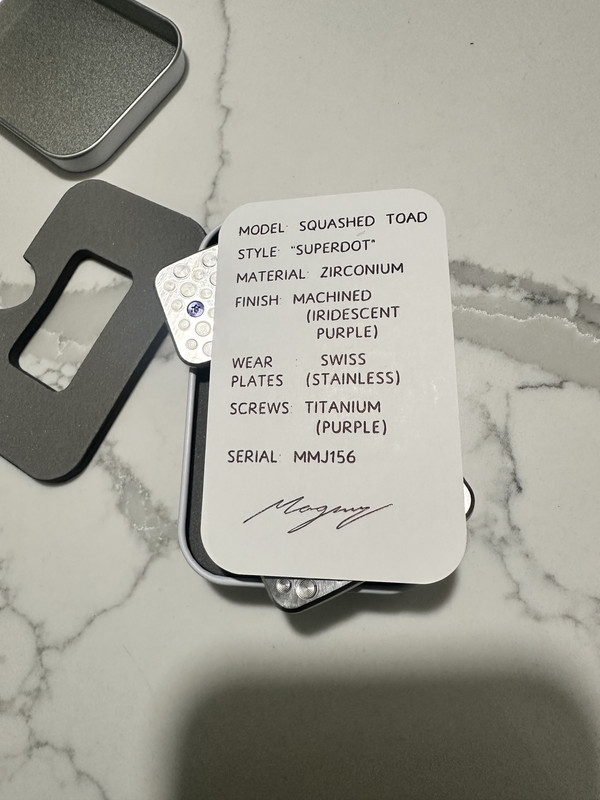 MODEL: SQUASHED TOAD
STYLE: "SUPERDOT"
MATERIAL: ZIRCONIUM
FINISH: MACHINED
(IRIDESCENT
PURPLE)
WEAR : SWISS
PLATES (STAINLESS)
SCREWS: TITANIUM
(PURPLE)
SERIAL: MMJ156
Magnuy